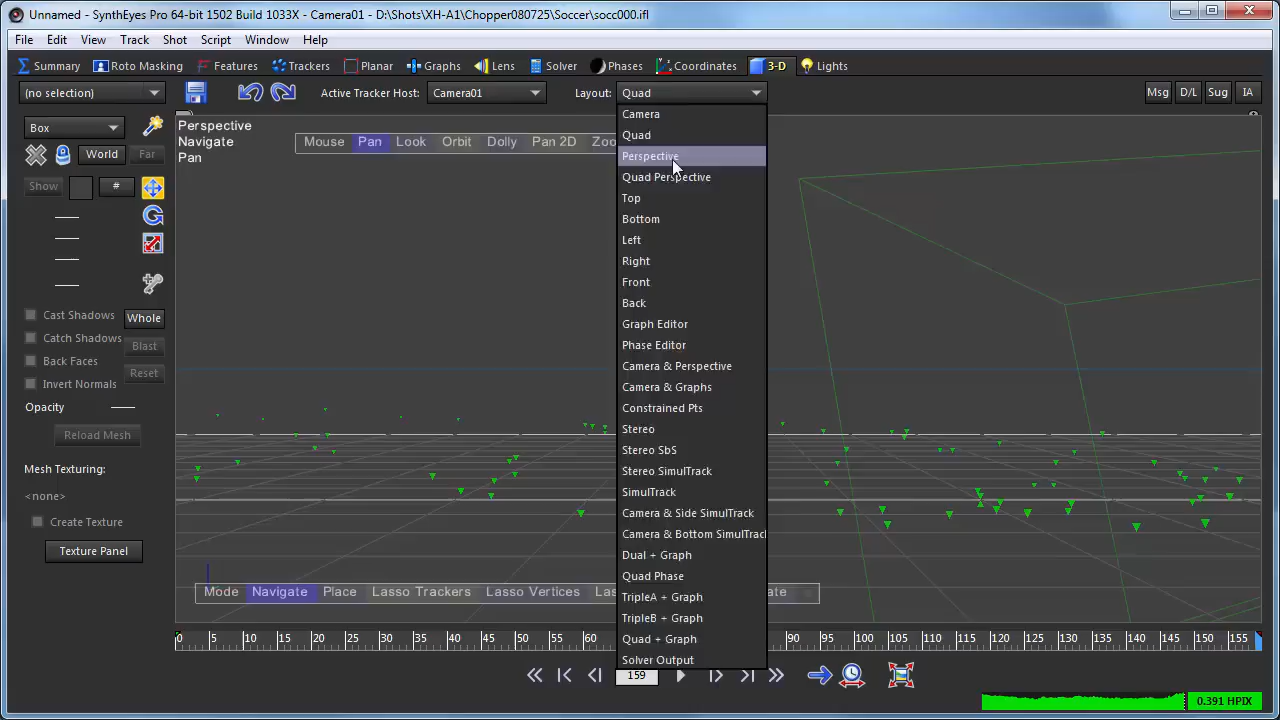 Unnamed - SynthEyes Pro 64-bit 1502 Build 1033X - Camera01 - D:\Shots\XH-A1\Chopper080725\Soccer\socc000.ifl
File Edit View Track Shot Script Window Help
Summary Roto Masking Features Trackers Planar Graphs Lens Solver Phases Coordinates 3-D Lights
(no selection) Active Tracker Host: Camera01 Layout: Quad Msg D/L Sug IA
Box
World Far
Show #
Cast Shadows Whole
Catch Shadows Blast
Back Faces
Invert Normals Reset
Opacity
Reload Mesh
Mesh Texturing:
<none>
Create Texture
Texture Panel
Perspective
Navigate
Pan
Mouse Pan Look Orbit Dolly Pan 2D Zoo
Camera
Quad
Perspective
Quad Perspective
Top
Bottom
Left
Right
Front
Back
Graph Editor
Phase Editor
Camera & Perspective
Camera & Graphs
Constrained Pts
Stereo
Stereo SbS
Stereo SimulTrack
SimulTrack
Camera & Side SimulTrack
Camera & Bottom SimulTrac
Dual + Graph
Quad Phase
TripleA + Graph
TripleB + Graph
Quad + Graph
Solver Output
Mode Navigate Place Lasso Trackers Lasso Vertices Las ate
0 5 10 15 20 25 30 35 40 45 50 55 60 90 95 100 105 110 115 120 125 130 135 140 145 150 155
159
0.391 HPIX